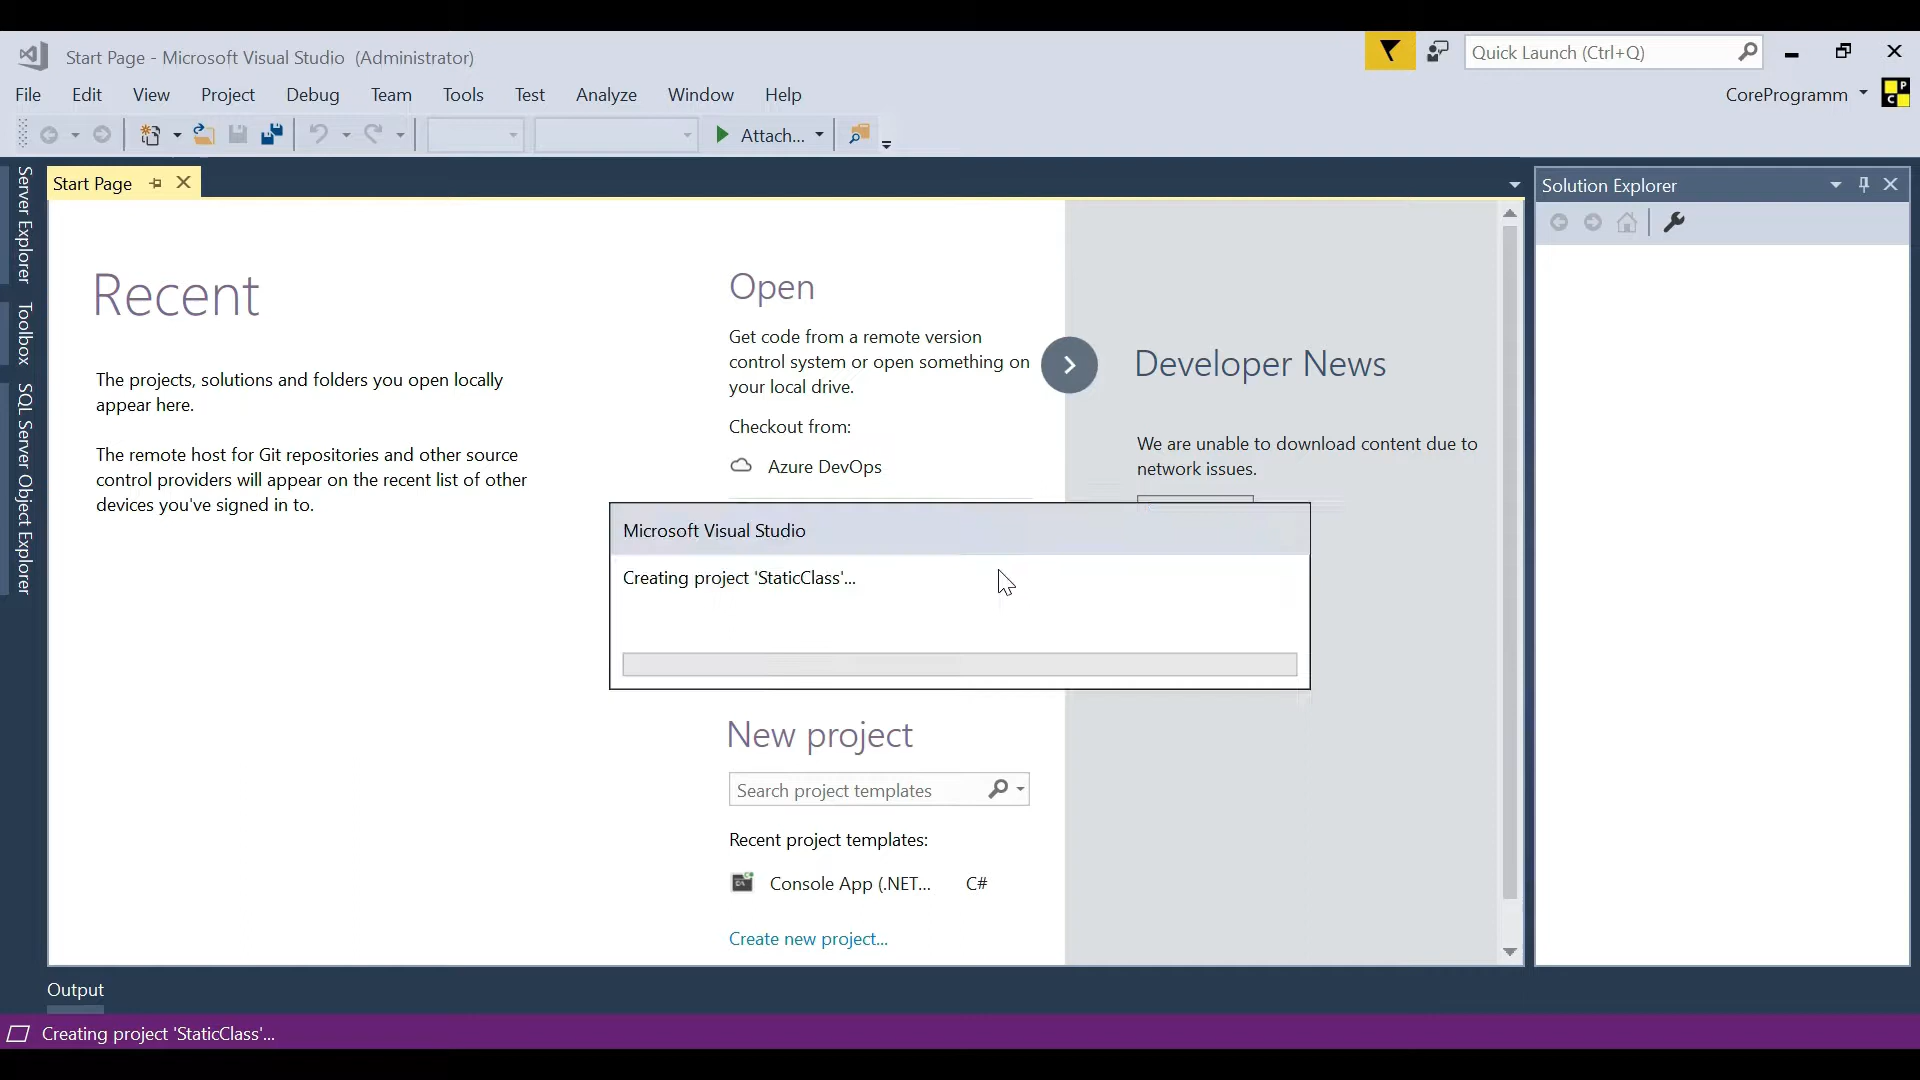 Start Page - Microsoft Visual Studio (Administrator)
Quick Launch (Ctrl+Q)
File Edit View Project Debug Team Tools Test Analyze Window Help
CoreProgramm
P
C
Attach...
Server Explorer
Toolbox
SQL Server Object Explorer
Start Page
Recent
The projects, solutions and folders you open locally
appear here.
The remote host for Git repositories and other source
control providers will appear on the recent list of other
devices you've signed in to.
Open
Get code from a remote version
control system or open something on
your local drive.
Checkout from:
Azure DevOps
Microsoft Visual Studio
Creating project 'StaticClass'...
New project
Search project templates
Recent project templates:
Console App (.NET... C#
Create new project...
Developer News
We are unable to download content due to
network issues.
Solution Explorer
Output
Creating project 'StaticClass'...